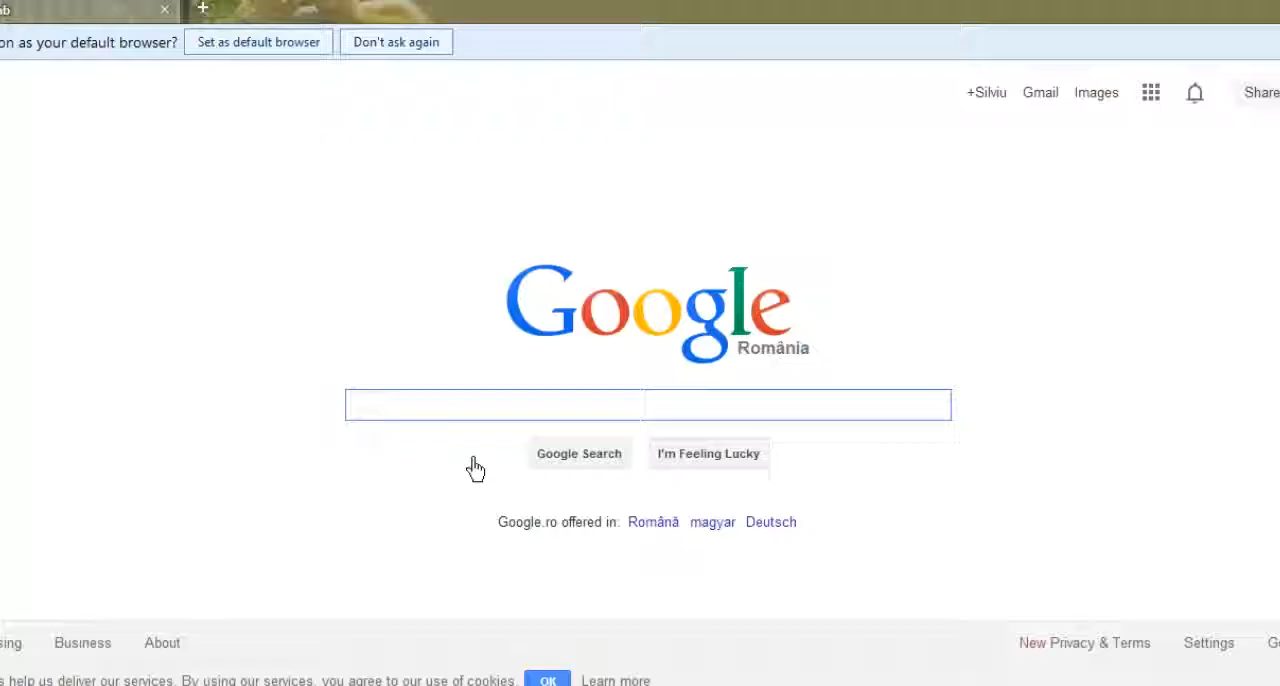 ab
on as your default browser? Set as default browser Don't ask again
+Silviu Gmail Images Share
Google
România
Google Search I'm Feeling Lucky
Google.ro offered in: Română magyar Deutsch
sing Business About New Privacy & Terms Settings G
s help us deliver our services. By using our services, you agree to our use of cookies. OK Learn more